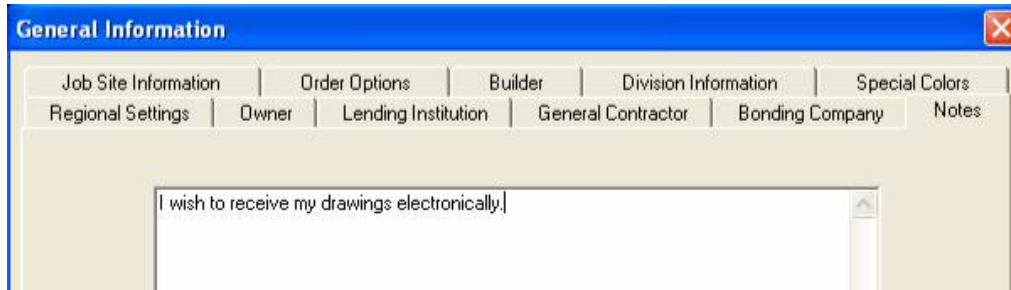 General Information
Job Site Information Order Options Builder Division Information Special Colors
Regional Settings Owner Lending Institution General Contractor Bonding Company Notes
I wish to receive my drawings electronically.